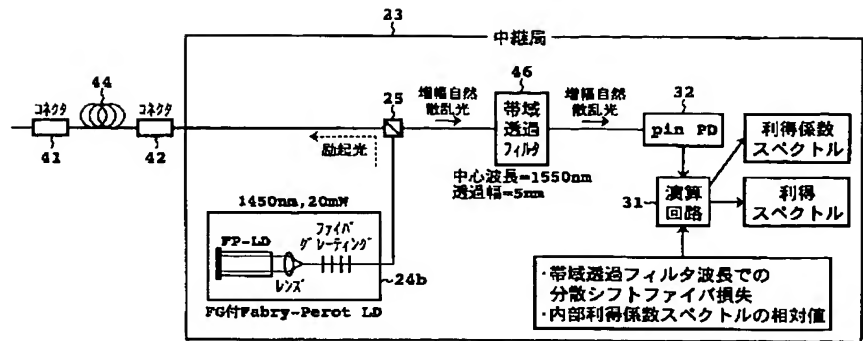 23
中継局
44
コネクタ
コネクタ
41
42
25
増幅自然
散乱光
46
帯域
透過
フィルタ
増幅自然
散乱光
32
pin PD
利得係数
スペクトル
励起光
中心波長=1550nm
透過幅=5nm
31
演算
回路
利得
スペクトル
1450nm,20mW
ファイバ
グレーティング
FP-LD
レンズ
24b
FG付Fabry-Perot LD
・帯域透過フィルタ波長での
分散シフトファイバ損失
・内部利得係数スペクトルの相対値